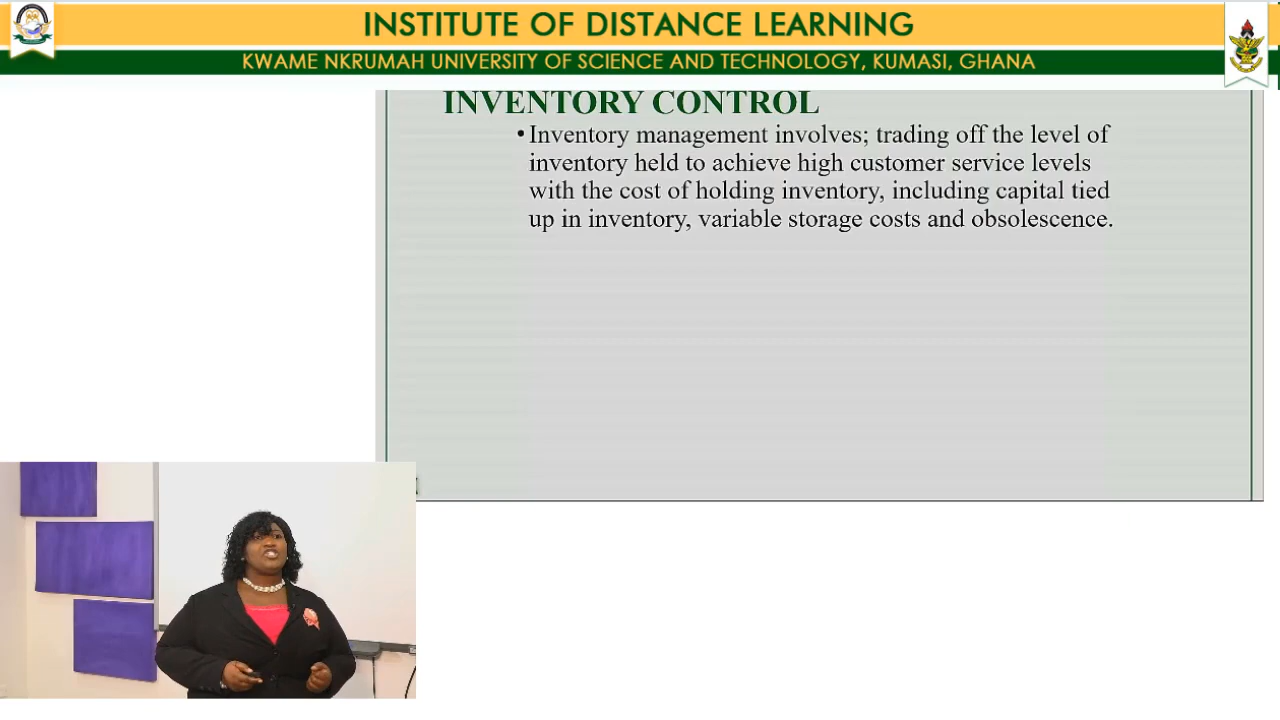 INSTITUTE OF DISTANCE LEARNING
KWAME NKRUMAH UNIVERSITY OF SCIENCE AND TECHNOLOGY, KUMASI, GHANA
INVENTORY CONTROL
•Inventory management involves; trading off the level of
inventory held to achieve high customer service levels
with the cost of holding inventory, including capital tied
up in inventory, variable storage costs and obsolescence.